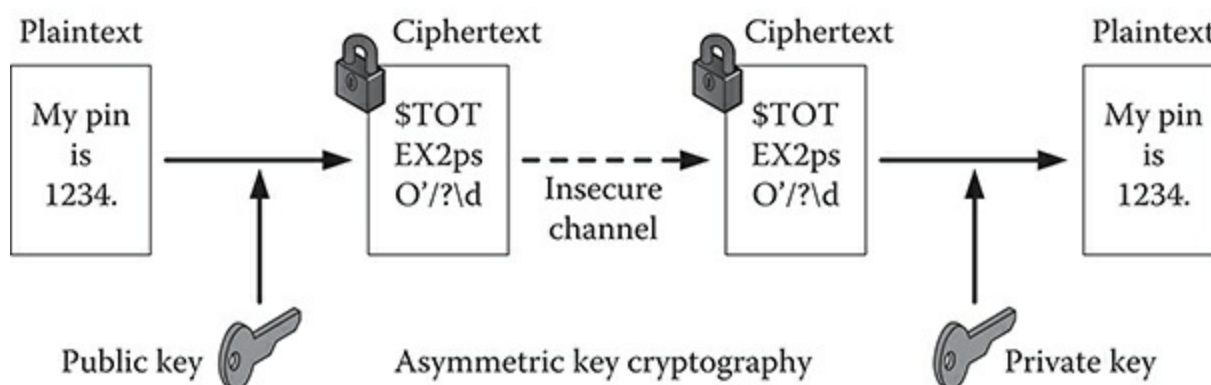 Plaintext
Ciphertext
Ciphertext
Plaintext
My pin
is
1234.
$TOT
EX2ps
O'/?\d
Insecure
channel
$TOT
EX2ps
O'/?\d
My pin
is
1234.
Public key
Asymmetric key cryptography
Private key